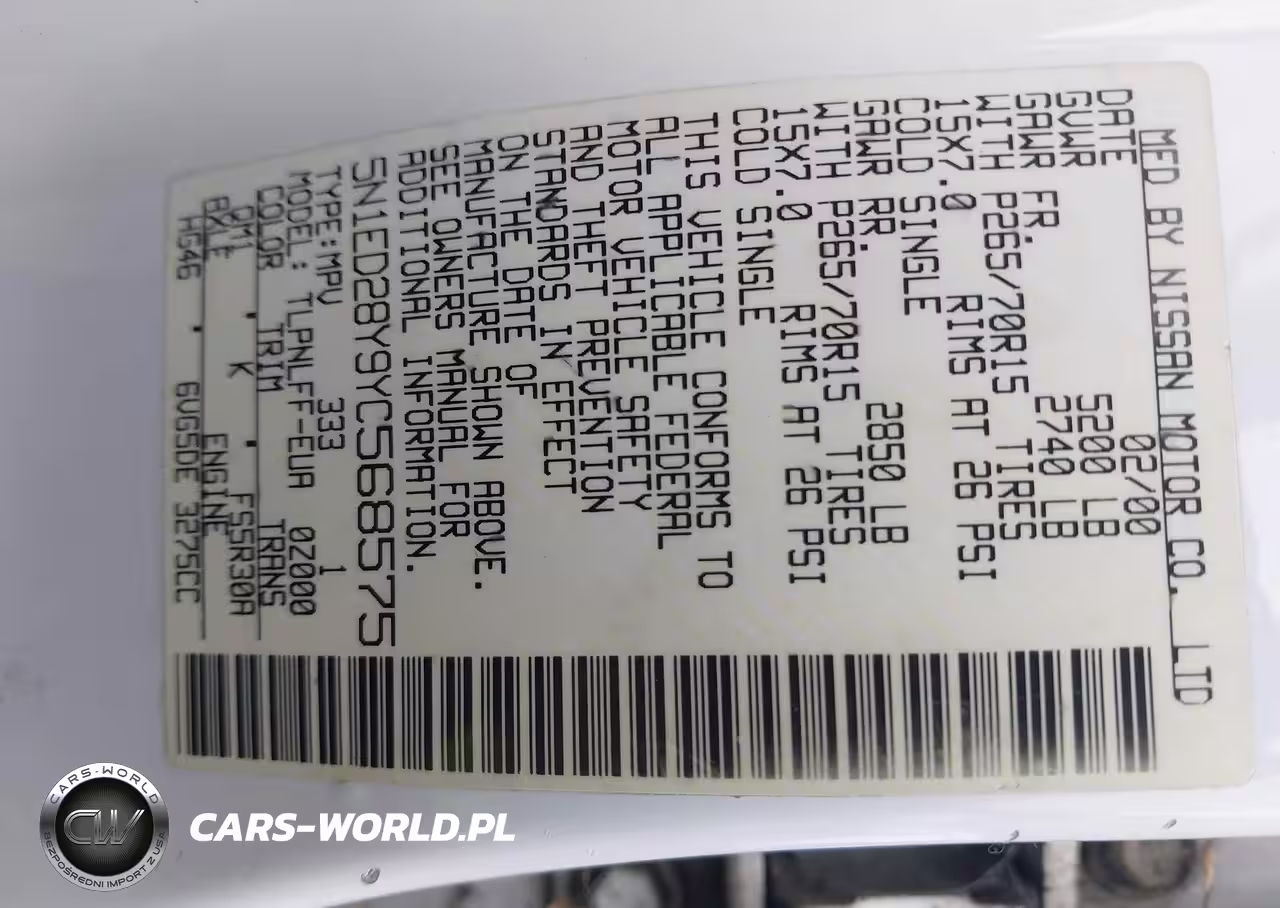 MFD BY NISSAN MOTOR CO. LTD
DATE 02/00
GVWR 5200 LB
GAWR FR. 2740 LB
WITH P265/70R15 TIRES
15X7.0 RIMS AT 26 PSI
COLD SINGLE
GAWR RR. 2850 LB
WITH P265/70R15 TIRES
15X7.0 RIMS AT 26 PSI
COLD SINGLE
THIS VEHICLE CONFORMS TO
ALL APPLICABLE FEDERAL
MOTOR VEHICLE SAFETY
AND THEFT PREVENTION
STANDARDS IN EFFECT
ON THE DATE OF
MANUFACTURE SHOWN ABOVE.
SEE OWNERS MANUAL FOR
ADDITIONAL INFORMATION.
5N1ED28Y9YC568575
TYPE:MPV 333 1
MODEL: TLPNLFF-EUA 02000
COLOR TRIM TRANS
QM1 K FS5R30A
AXLE ENGINE
HG46 6VG5DE 3275CC
CARS-WORLD
CW
BEZPOŚREDNI IMPORT Z USA
CARS-WORLD.PL